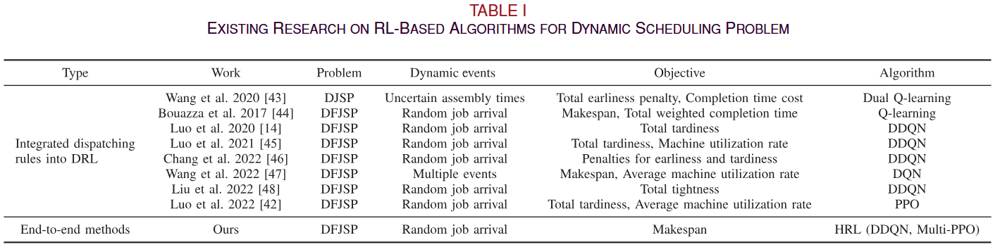 TABLE I
EXISTING RESEARCH ON RL-BASED ALGORITHMS FOR DYNAMIC SCHEDULING PROBLEM
Type Work Problem Dynamic events Objective Algorithm
Wang et al. 2020 [43] DJSP Uncertain assembly times Total earliness penalty, Completion time cost Dual Q-learning
Bouazza et al. 2017 [44] DFJSP Random job arrival Makespan, Total weighted completion time Q-learning
Luo et al. 2020 [14] DFJSP Random job arrival Total tardiness DDQN
Integrated dispatching Luo et al. 2021 [45] DFJSP Random job arrival Total tardiness, Machine utilization rate DDQN
rules into DRL Chang et al. 2022 [46] DFJSP Random job arrival Penalties for earliness and tardiness DDQN
Wang et al. 2022 [47] DFJSP Multiple events Makespan, Average machine utilization rate DQN
Liu et al. 2022 [48] DFJSP Random job arrival Total tightness DDQN
Luo et al. 2022 [42] DFJSP Random job arrival Total tardiness, Average machine utilization rate PPO
End-to-end methods Ours DFJSP Random job arrival Makespan HRL (DDQN, Multi-PPO)